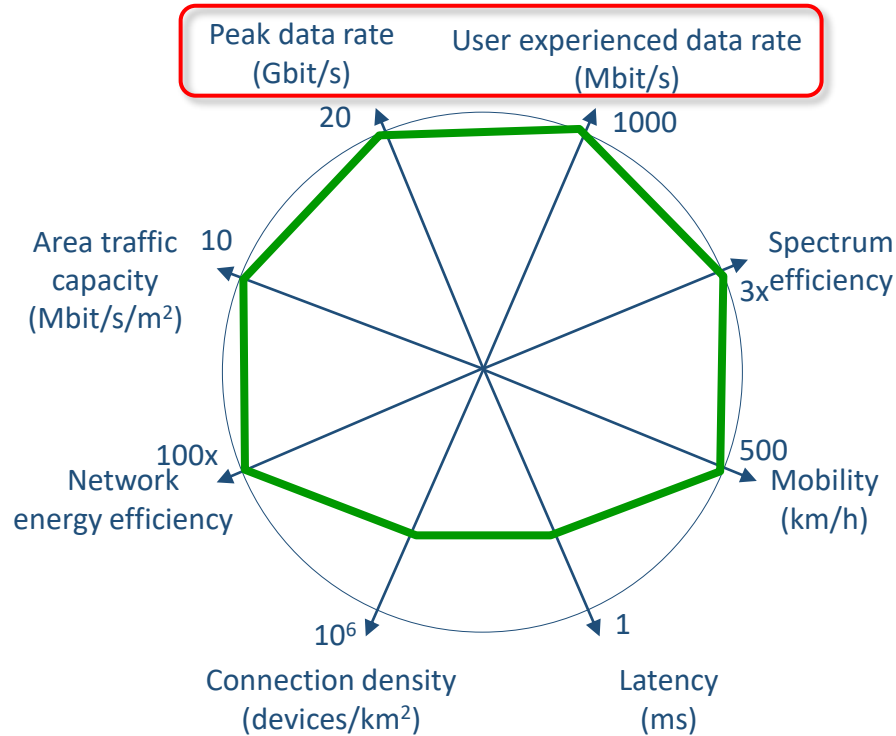 Peak data rate
(Gbit/s)
User experienced data rate
(Mbit/s)
20
1000
Area traffic
capacity
(Mbit/s/m²)
10
Spectrum
efficiency
3x
100x
Network
energy efficiency
500
Mobility
(km/h)
10⁶
Connection density
(devices/km²)
1
Latency
(ms)